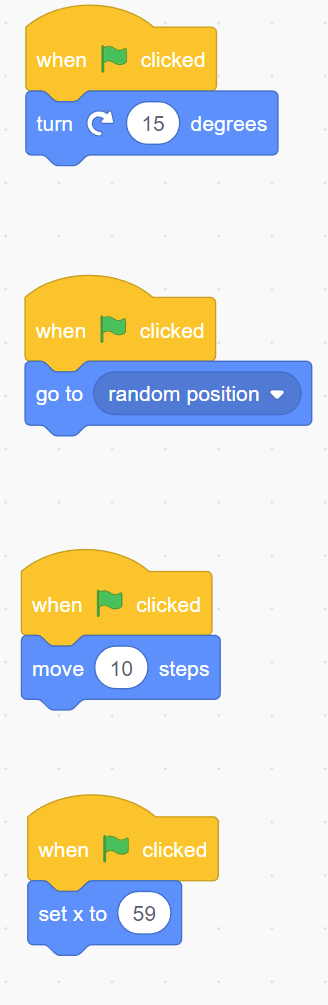 when clicked
turn 15 degrees
when clicked
go to random position
when clicked
move 10 steps
when clicked
set x to 59